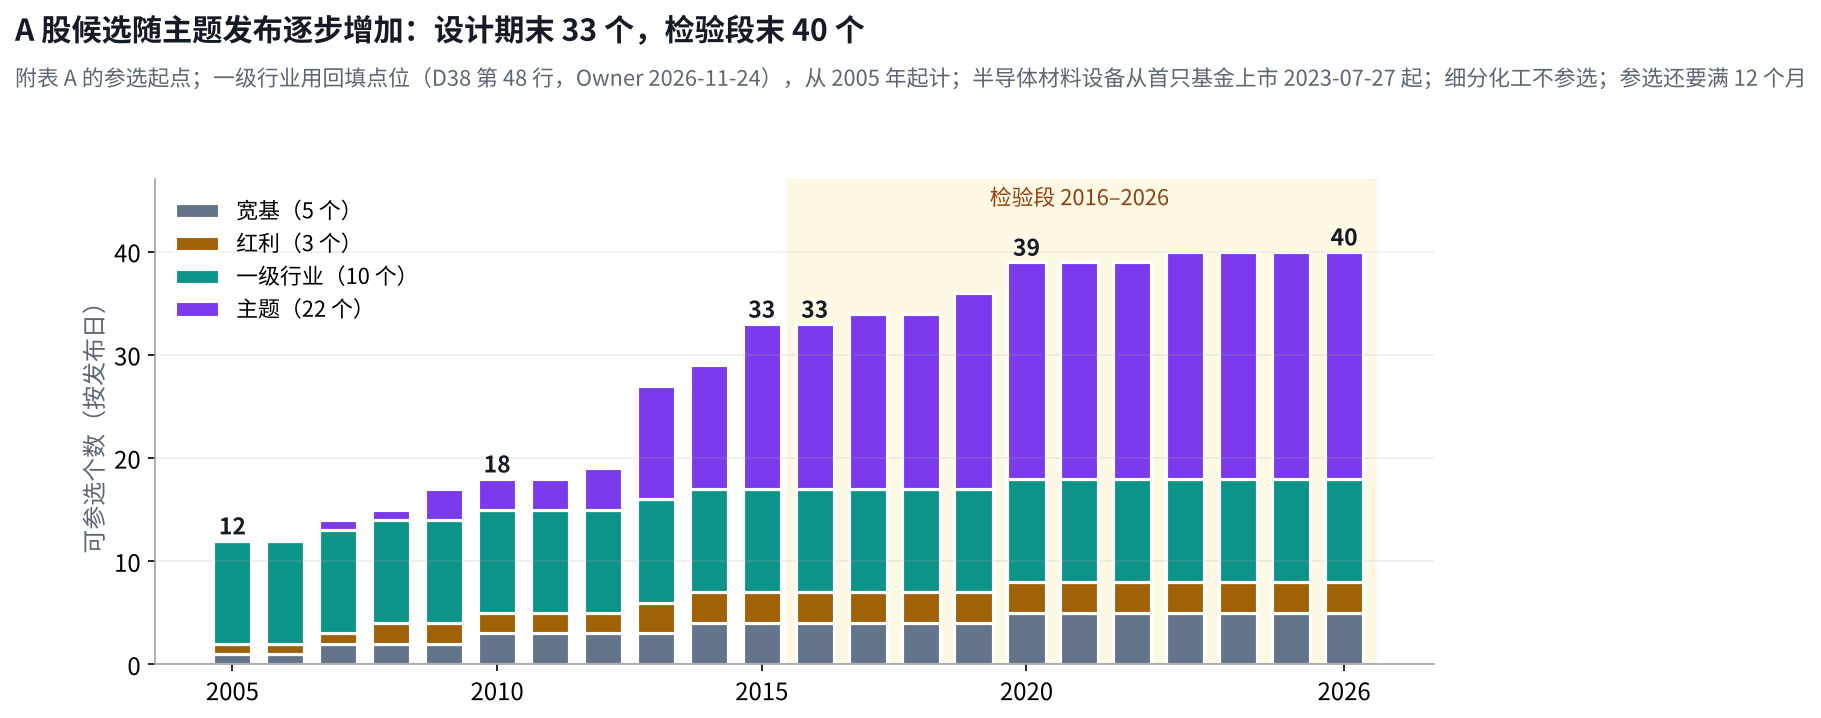 A 股候选随主题发布逐步增加：设计期末 33 个，检验段末 40 个
附表 A 的参选起点；一级行业用回填点位（D38 第 48 行，Owner 2026-11-24），从 2005 年起计；半导体材料设备从首只基金上市 2023-07-27 起；细分化工不参选；参选还要满 12 个月
检验段 2016–2026
宽基（5 个）
红利（3 个）
一级行业（10 个）
主题（22 个）
可参选个数（按发布日）
40
30
20
10
0
12
18
33
33
39
40
2005
2010
2015
2020
2026